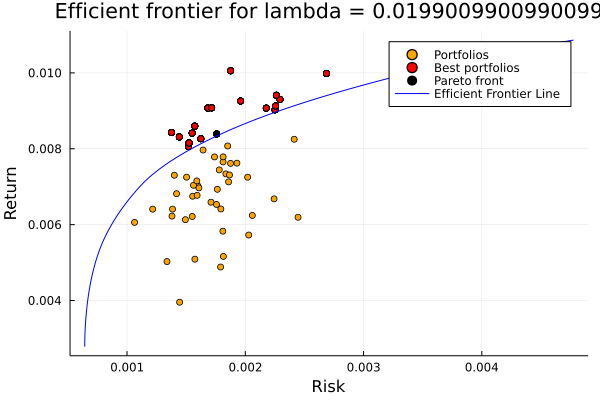 Efficient frontier for lambda = 0.0199009900990099
Portfolios
Best portfolios
Pareto front
Efficient Frontier Line
0.010
0.008
0.006
0.004
Return
0.001 0.002 0.003 0.004
Risk